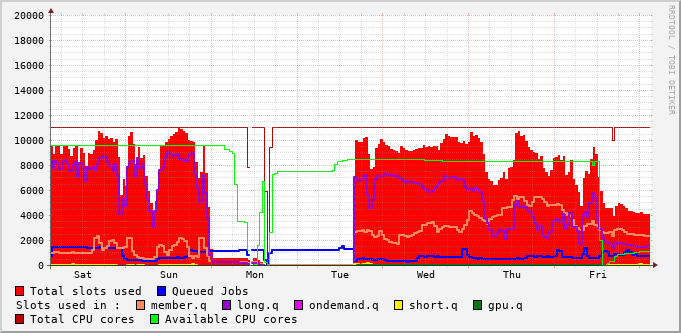 20000
18000
16000
14000
12000
10000
8000
6000
4000
2000
0
Sat Sun Mon Tue Wed Thu Fri
RRDTOOL / TOBI OETIKER
Total slots used Queued Jobs
Slots used in : member.q long.q ondemand.q short.q gpu.q
Total CPU cores Available CPU cores